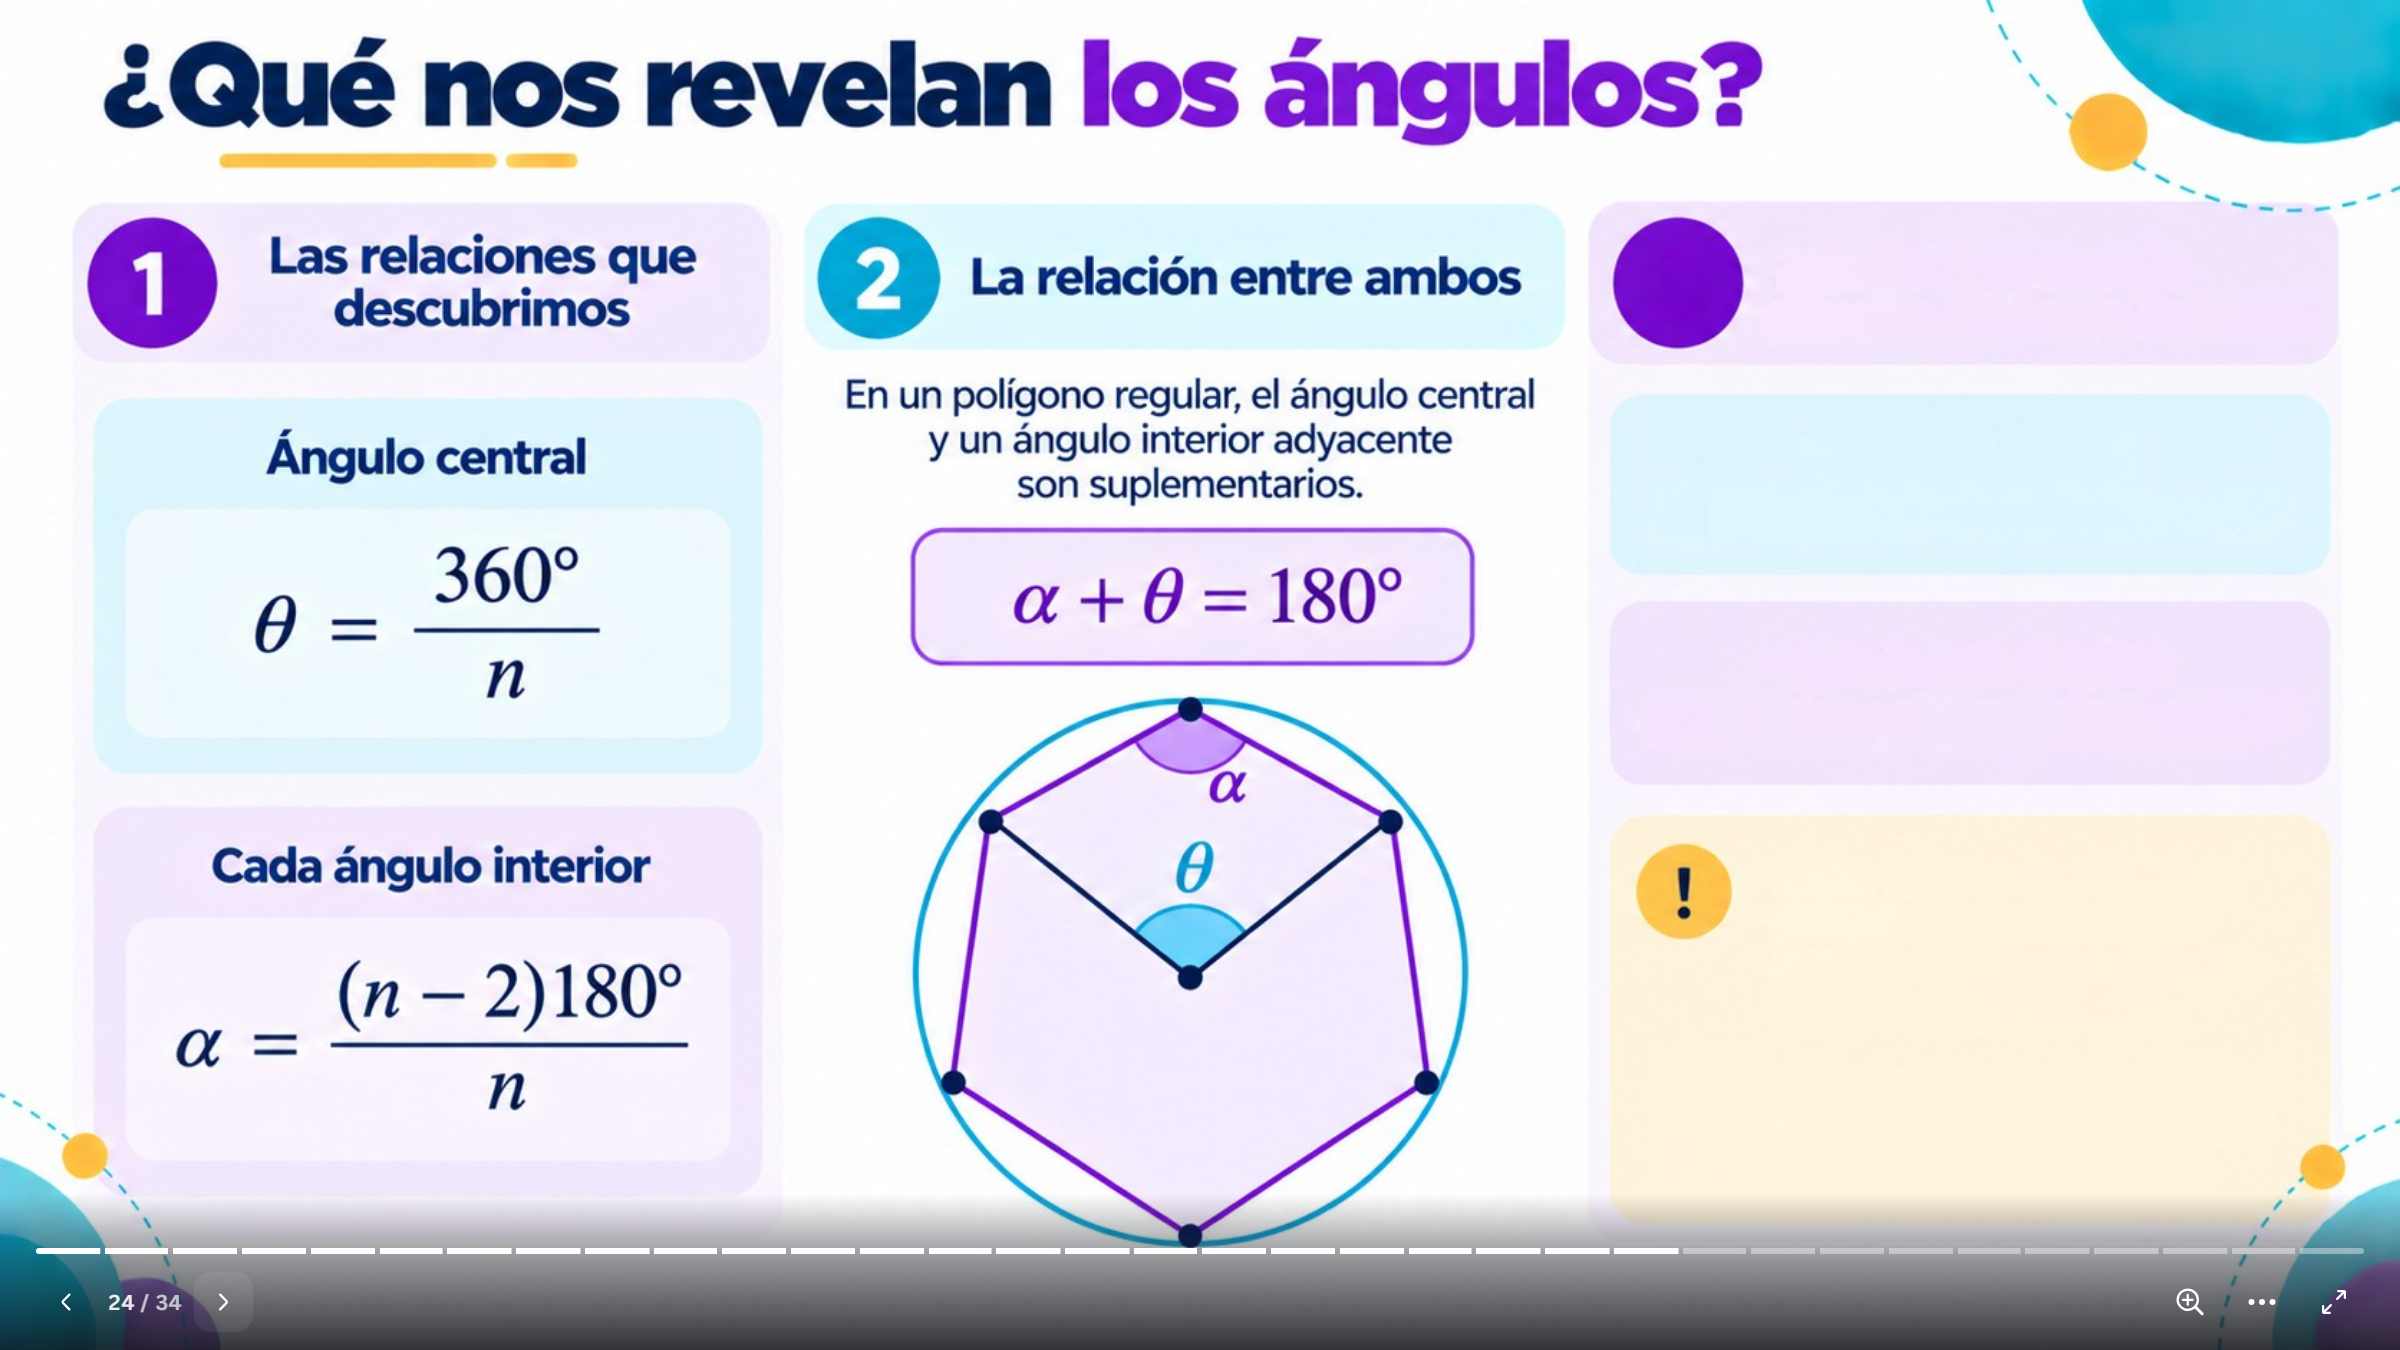 ¿Qué nos revelan los ángulos?
1
Las relaciones que
descubrimos
Ángulo central
θ = 360° / n
Cada ángulo interior
α = (n − 2)180° / n
2
La relación entre ambos
En un polígono regular, el ángulo central
y un ángulo interior adyacente
son suplementarios.
α + θ = 180°
α
θ
!
24 / 34